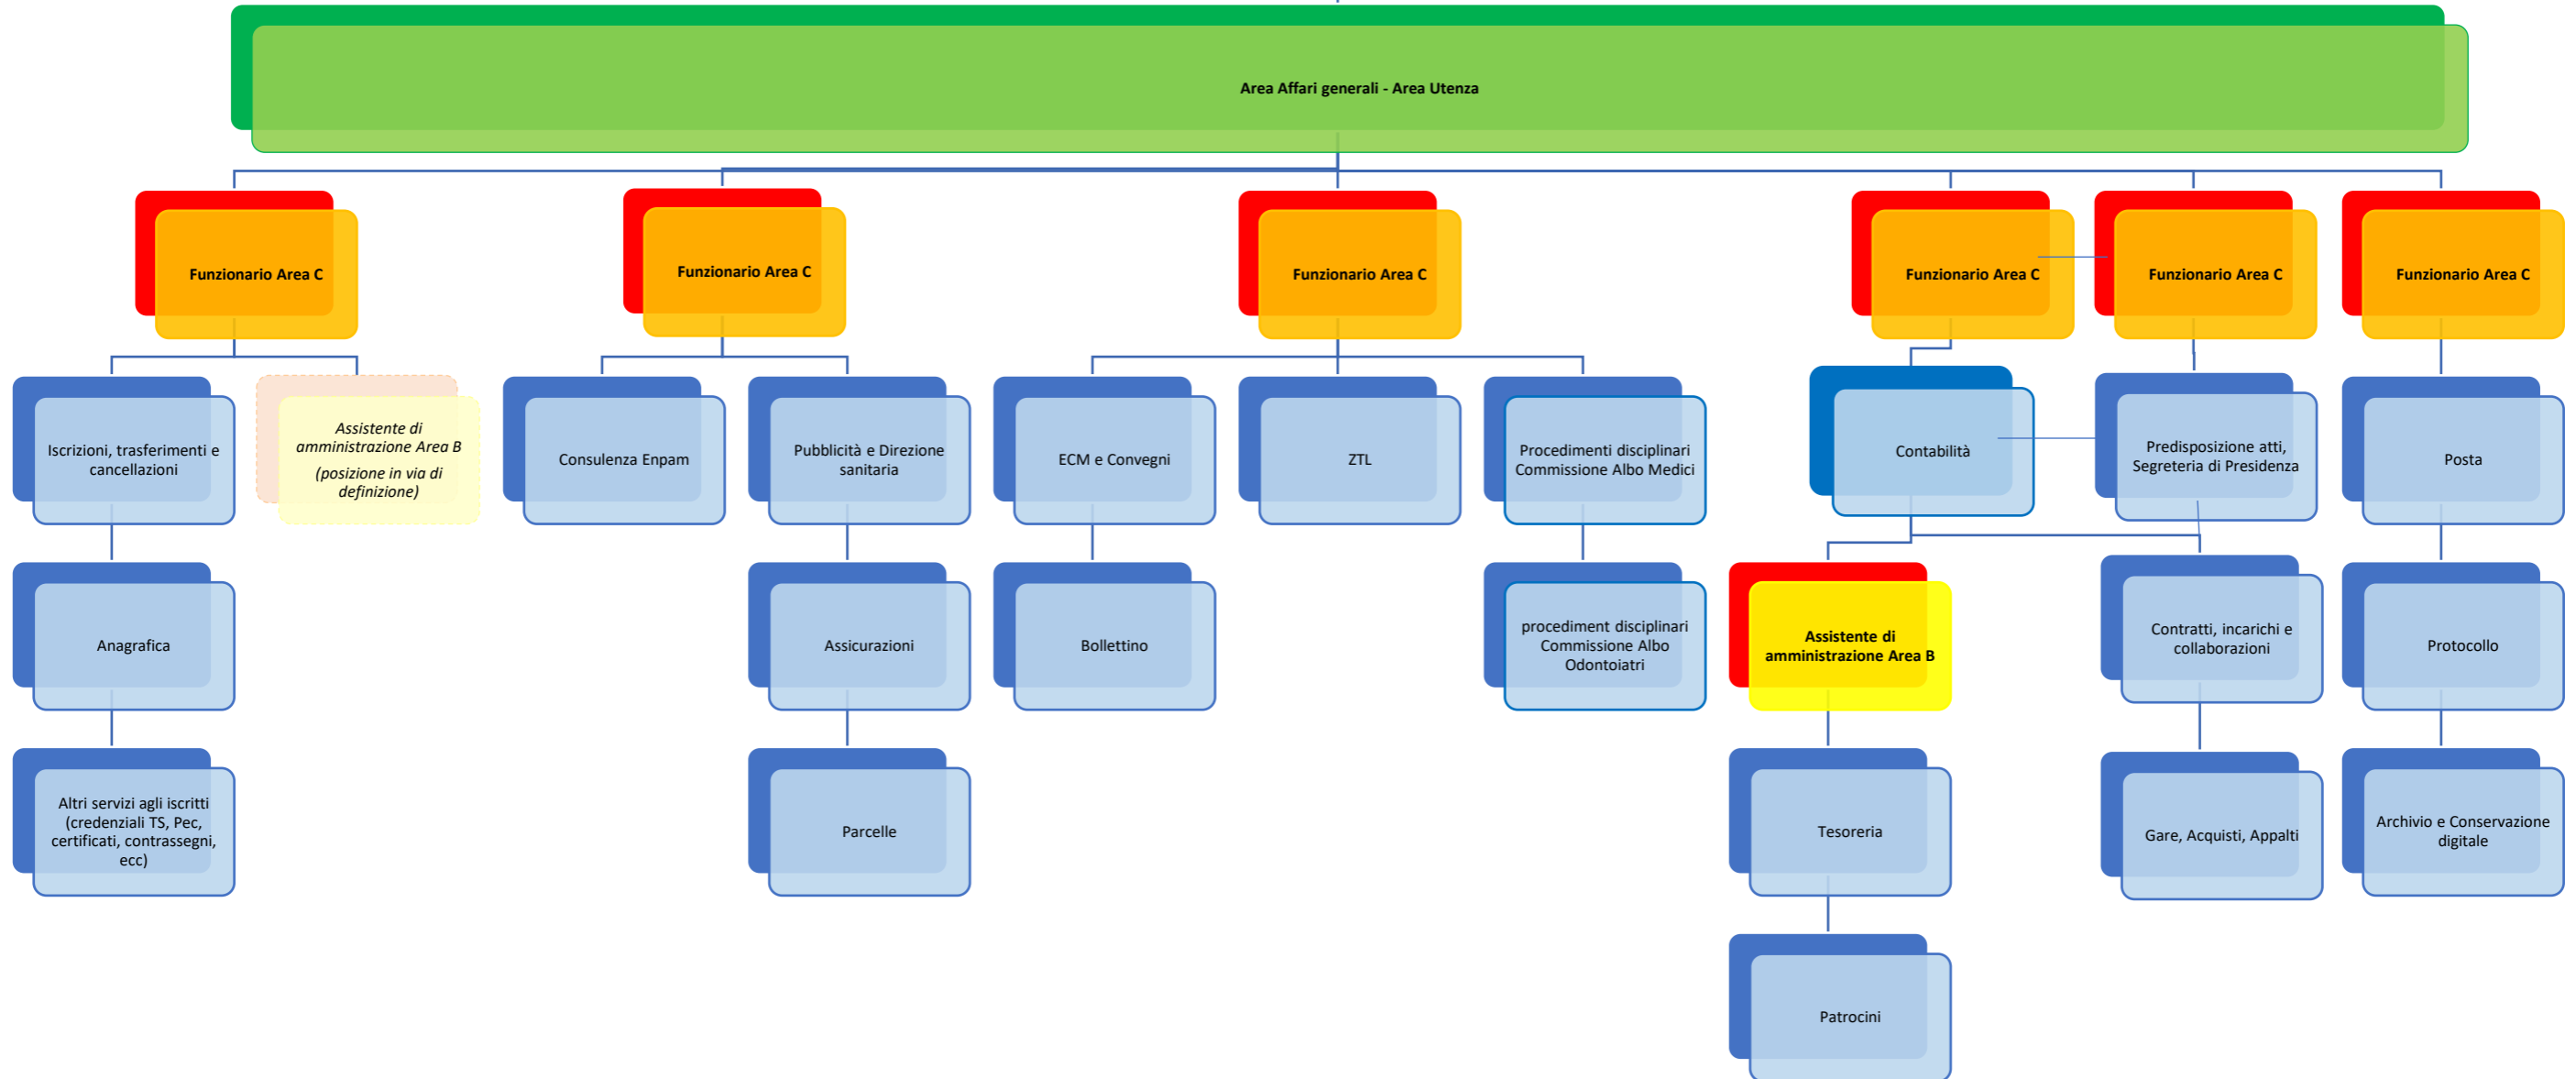 Area Affari generali - Area Utenza
Funzionario Area C
Funzionario Area C
Funzionario Area C
Funzionario Area C
Funzionario Area C
Funzionario Area C
Iscrizioni, trasferimenti e
cancellazioni
Assistente di
amministrazione Area B
(posizione in via di
definizione)
Consulenza Enpam
Pubblicità e Direzione
sanitaria
ECM e Convegni
ZTL
Procedimenti disciplinari
Commissione Albo Medici
Contabilità
Predisposizione atti,
Segreteria di Presidenza
Posta
Anagrafica
Assicurazioni
Bollettino
procediment disciplinari
Commissione Albo
Odontoiatri
Assistente di
amministrazione Area B
Contratti, incarichi e
collaborazioni
Protocollo
Altri servizi agli iscritti
(credenziali TS, Pec,
certificati, contrassegni,
ecc)
Parcelle
Tesoreria
Gare, Acquisti, Appalti
Archivio e Conservazione
digitale
Patrocini